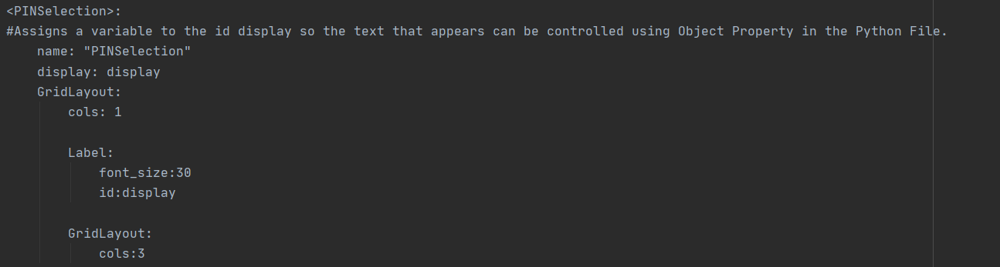 <PINSelection>:
#Assigns a variable to the id display so the text that appears can be controlled using Object Property in the Python File.
    name: "PINSelection"
    display: display
    GridLayout:
        cols: 1

        Label:
            font_size:30
            id:display

        GridLayout:
            cols:3